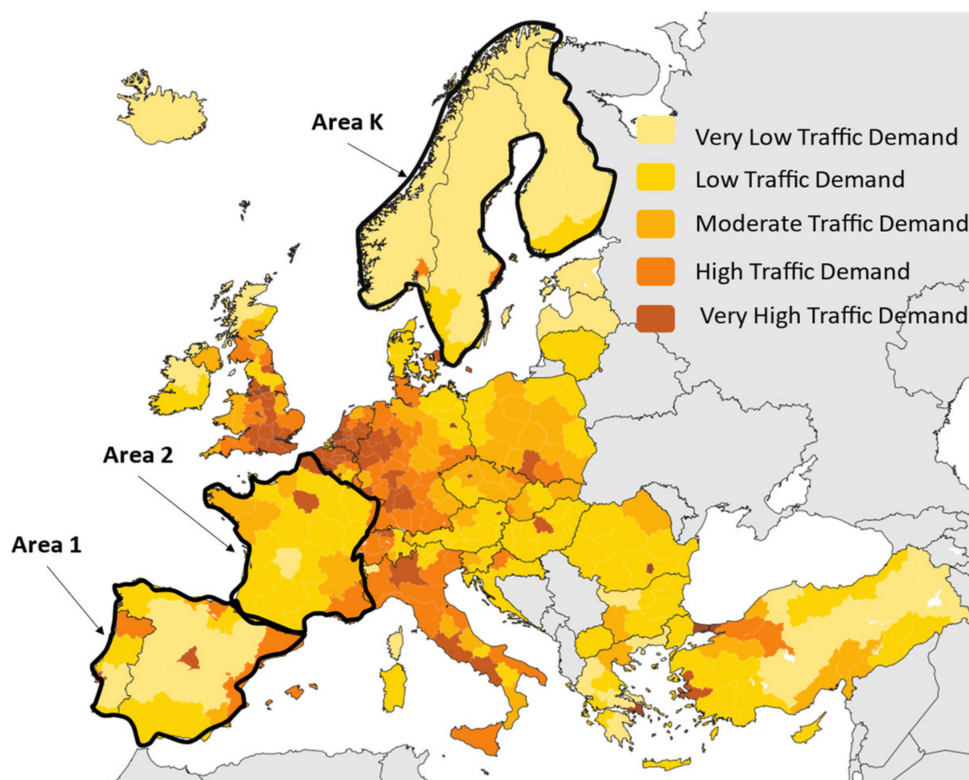 Area K
Very Low Traffic Demand
Low Traffic Demand
Moderate Traffic Demand
High Traffic Demand
Very High Traffic Demand
Area 2
Area 1